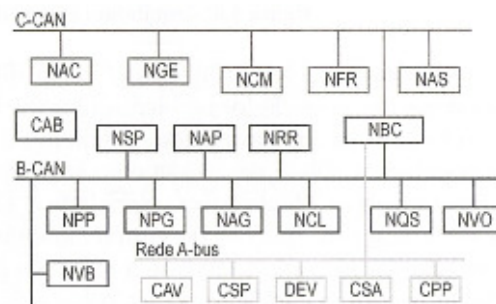 C-CAN
NAC NGE NCM NFR NAS
CAB NSP NAP NRR NBC
B-CAN
NPP NPG NAG NCL NQS NVO
Rede A-bus
NVB CAV CSP DEV CSA CPP